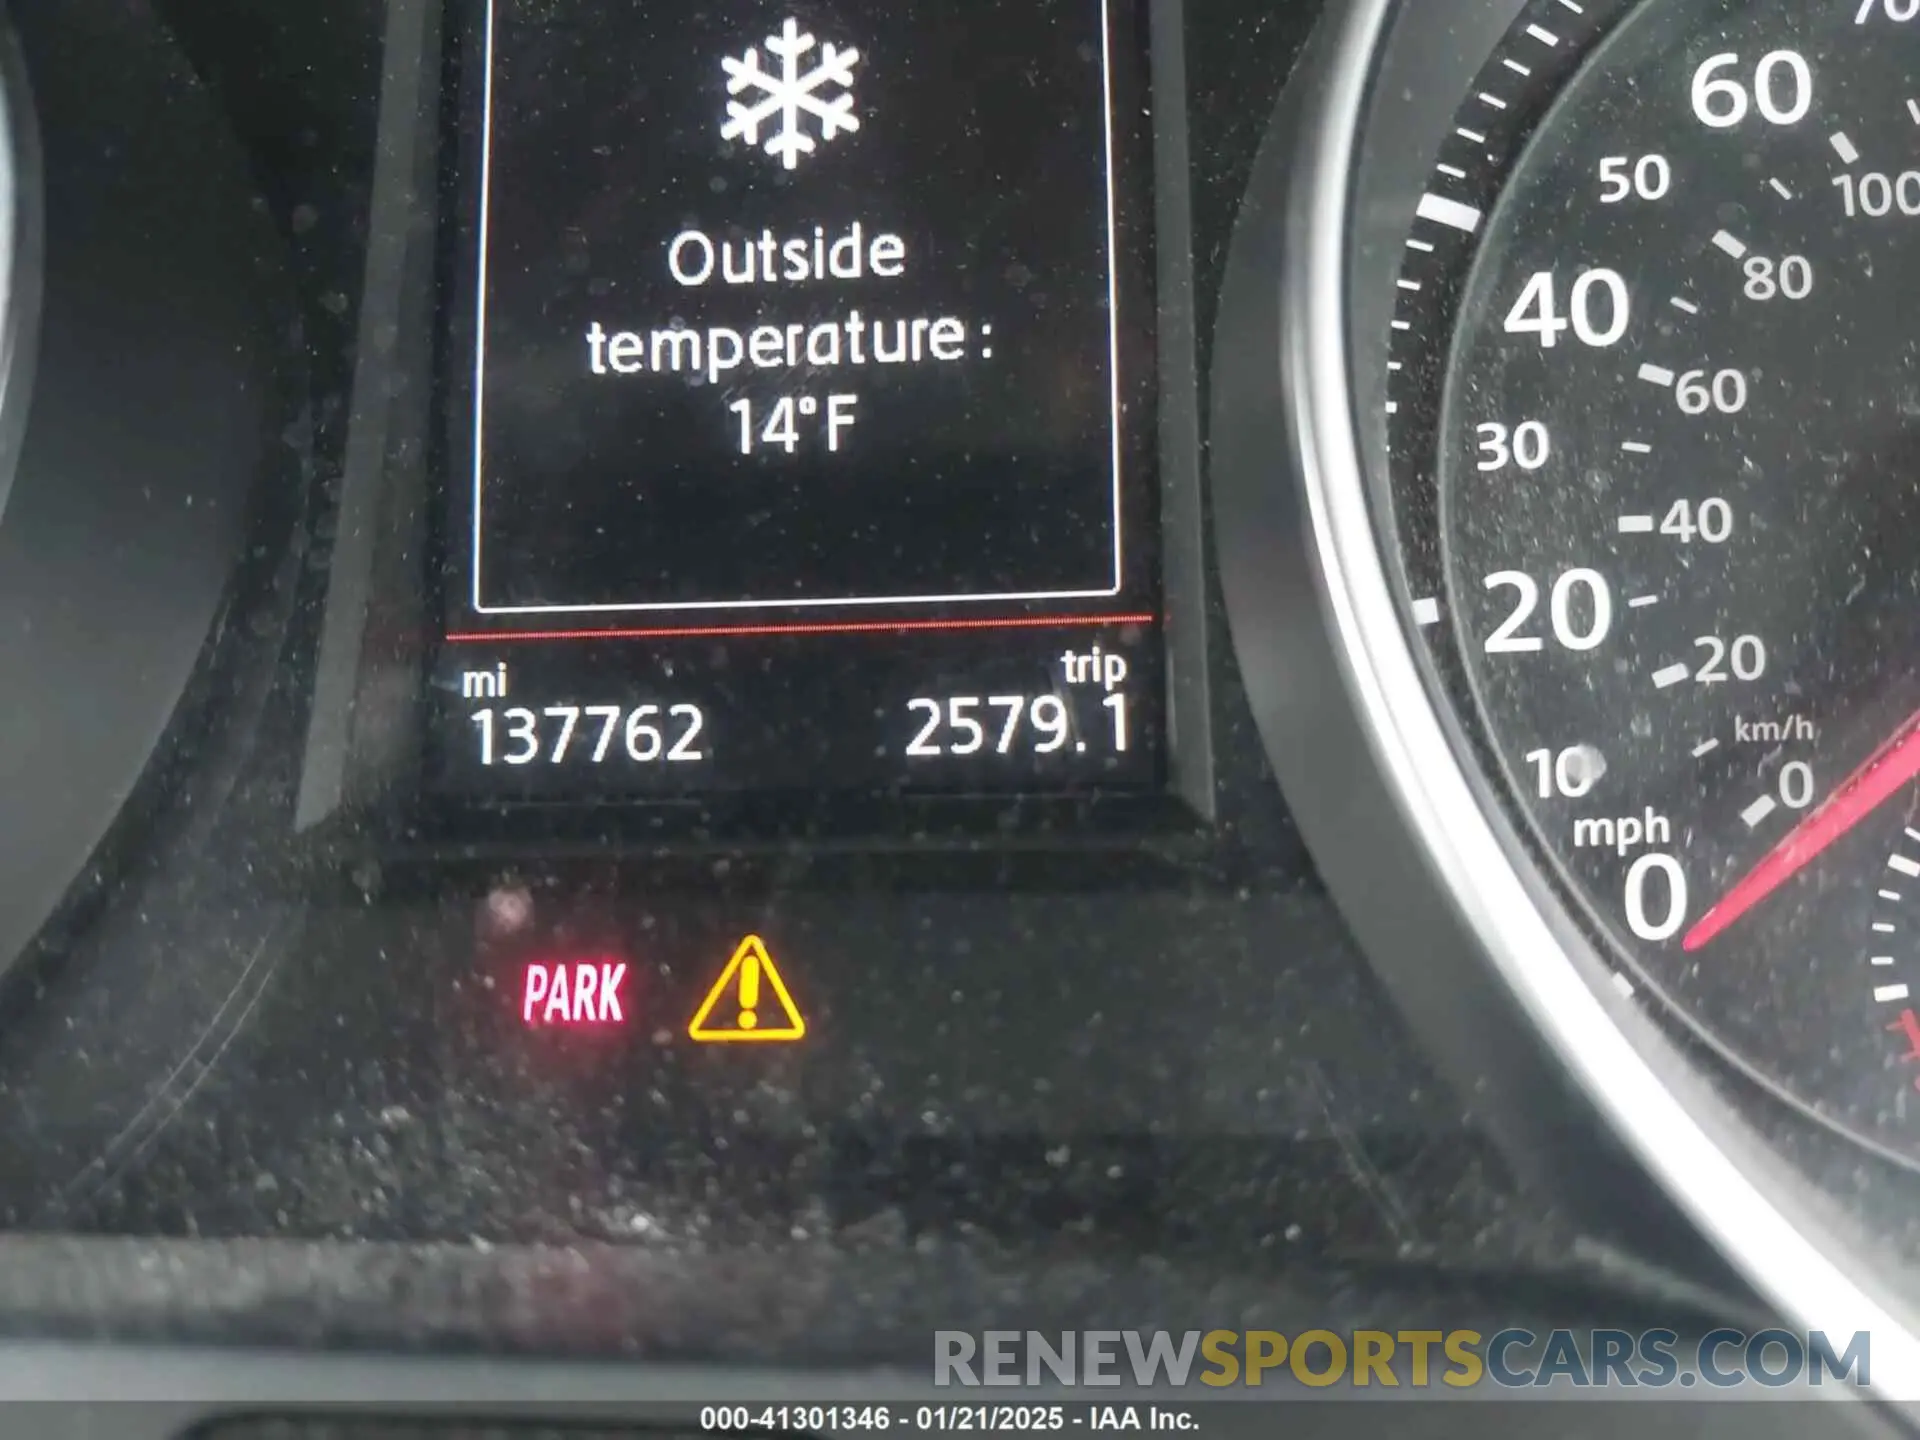 Outside
temperature:
14°F
mi
trip
137762
2579.1
PARK
60
50
100
40
80
60
30
40
20
20
km/h
10
0
mph
0
RENEWSPORTSCARS.COM
000-41301346 - 01/21/2025 - IAA Inc.